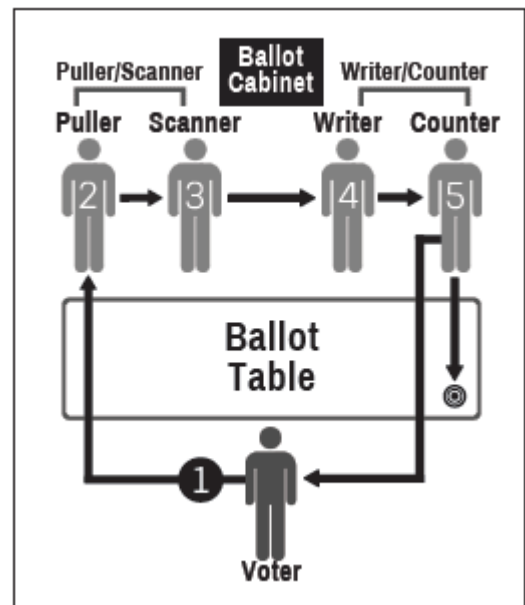 Ballot
Cabinet
Puller/Scanner
Writer/Counter
Puller
Scanner
Writer
Counter
2
3
4
5
Ballot
Table
1
Voter